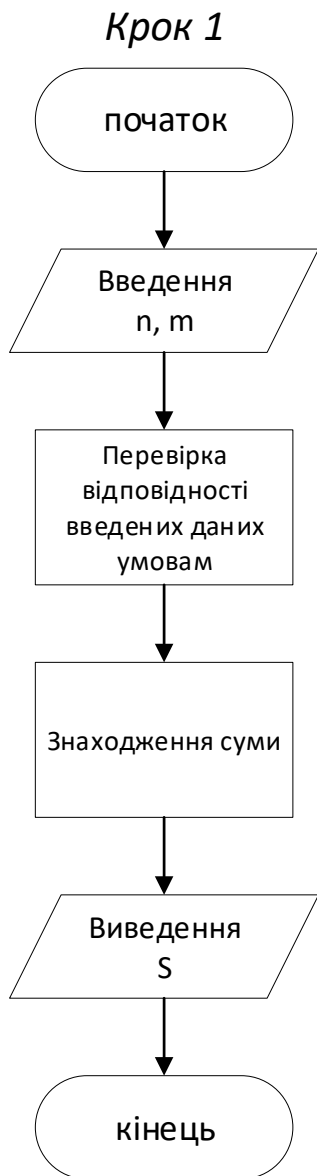 Крок 1
початок
Введення
n, m
Перевірка
відповідності
введених даних
умовам
Знаходження суми
Виведення
S
кінець